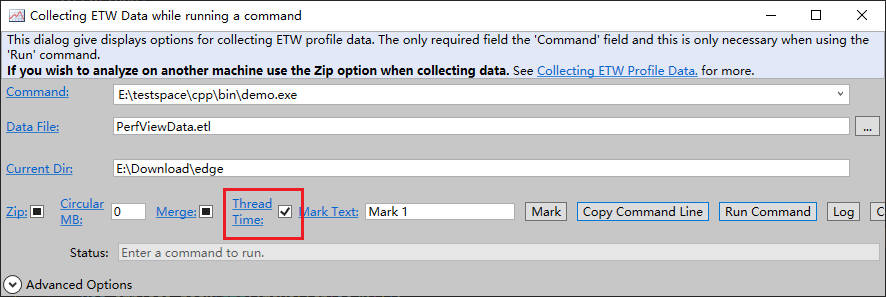 Collecting ETW Data while running a command
This dialog give displays options for collecting ETW profile data. The only required field the 'Command' field and this is only necessary when using the
'Run' command.
If you wish to analyze on another machine use the Zip option when collecting data. See Collecting ETW Profile Data. for more.
Command: E:\testspace\cpp\bin\demo.exe
Data File: PerfViewData.etl ...
Current Dir: E:\Download\edge
Zip: Circular MB: 0 Merge: Thread Time: Mark Text: Mark 1 Mark Copy Command Line Run Command Log
Status: Enter a command to run.
Advanced Options